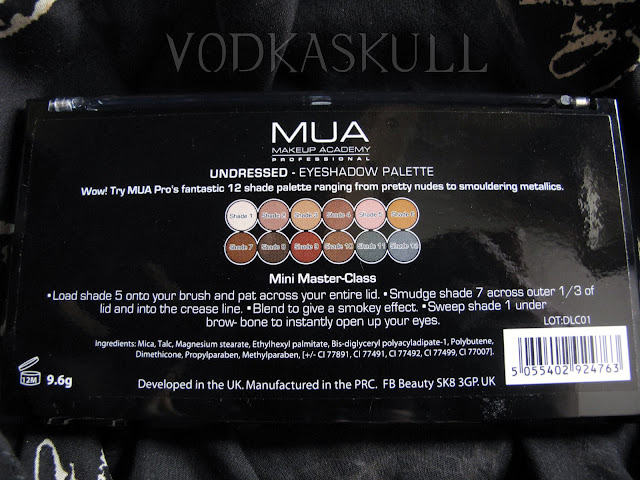 VODKASKULL
MUA
MAKEUP ACADEMY
PROFESSIONAL
UNDRESSED - EYESHADOW PALETTE
Wow! Try MUA Pro's fantastic 12 shade palette ranging from pretty nudes to smouldering metallics.
Shade 1 Shade 2 Shade 3 Shade 4 Shade 5 Shade 6
Shade 7 Shade 8 Shade 9 Shade 10 Shade 11 Shade 12
Mini Master-Class
•Load shade 5 onto your brush and pat across your entire lid. •Smudge shade 7 across outer 1/3 of
lid and into the crease line. •Blend to give a smokey effect. •Sweep shade 1 under
brow- bone to instantly open up your eyes.
LOT:DLC01
Ingredients: Mica, Talc, Magnesium stearate, Ethylhexyl palmitate, Bis-diglyceryl polyacyladipate-1, Polybutene,
Dimethicone, Propylparaben, Methylparaben, [+/- CI 77891, CI 77491, CI 77492, CI 77499, CI 77007].
5 055402 924763
12M 9.6g
Developed in the UK. Manufactured in the PRC. FB Beauty SK8 3GP. UK